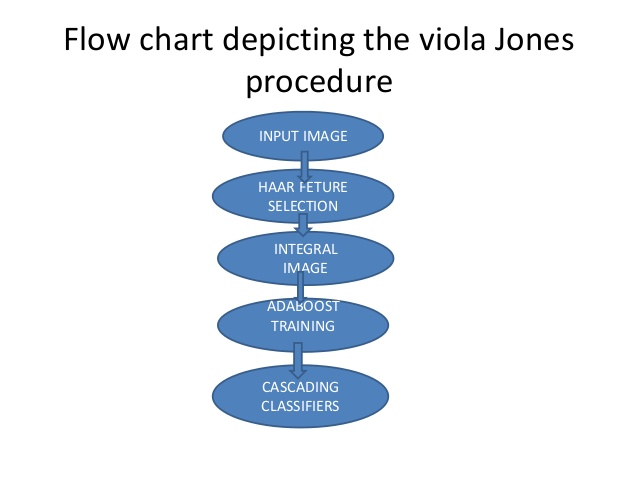 Flow chart depicting the viola Jones
procedure
INPUT IMAGE
HAAR FETURE
SELECTION
INTEGRAL
IMAGE
ADABOOST
TRAINING
CASCADING
CLASSIFIERS